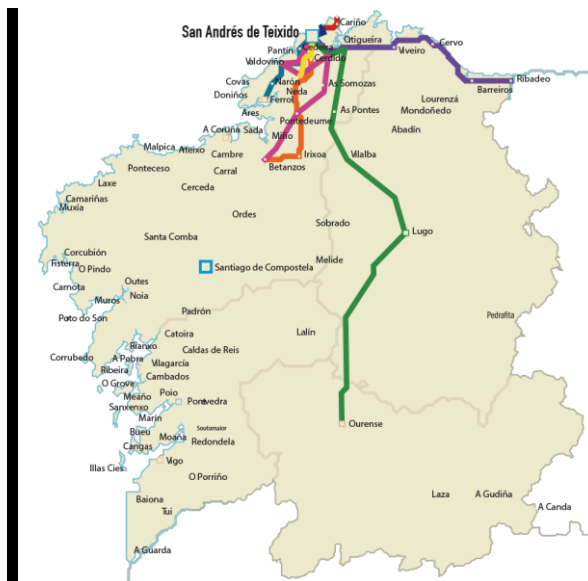 Cariño
San Andrés de Teixido
Ortigueira
Cervo
Pantín
Cedeira
Viveiro
Valdoviño
Cerdido
Ribadeo
Covas
Narón
As Somozas
Barreiros
Neda
Doniños
Ferrol
Lourenzá
As Pontes
Mondoñedo
Ares
Pontedeume
A Coruña
Sada
Abadín
Miño
Malpica
Ateixo
Cambre
Irixoa
Vilalba
Ponteceso
Carral
Betanzos
Laxe
Cerceda
Camariñas
Muxía
Ordes
Sobrado
Santa Comba
Lugo
Corcubión
Fisterra
O Pindo
Santiago de Compostela
Melide
Carnota
Outes
Noia
Muros
Porto do Son
Padrón
Pedrafita
Catoira
Lalín
Rianxo
Corrubedo
A Pobra
Caldas de Reis
Ribeira
Vilagarcía
O Grove
Cambados
Meaño
Poio
Sanxenxo
Pontevedra
Marín
Ourense
Bueu
Soutomaior
Moaña
Cangas
Redondela
Illas Cies
Vigo
O Porriño
Baiona
Laza
A Gudiña
Tui
A Canda
A Guarda